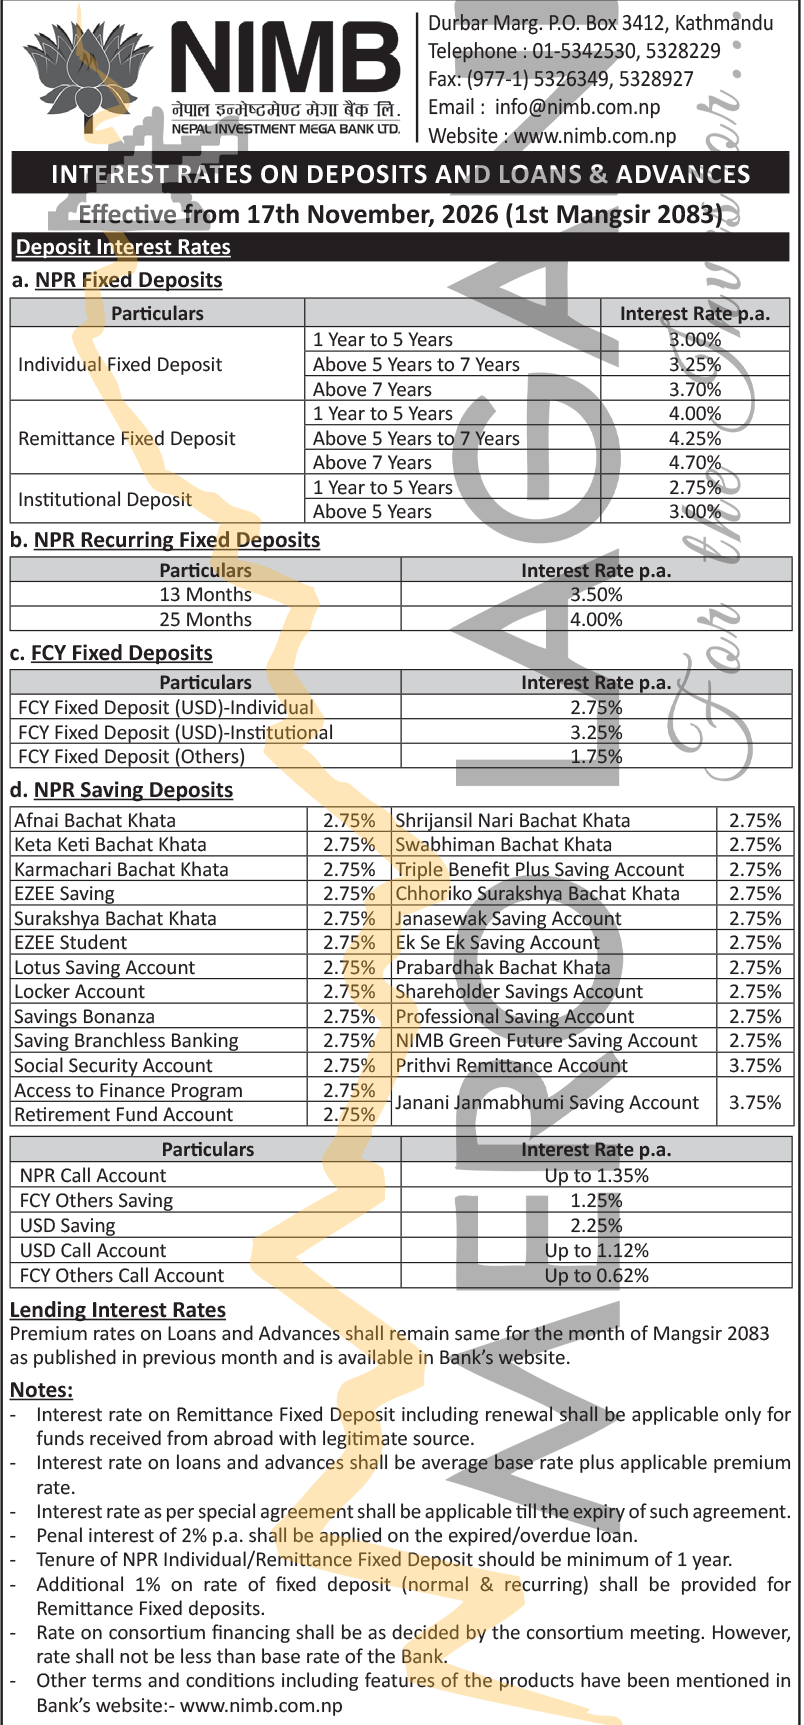 NIMB
नेपाल इन्भेष्टमेण्ट मेगा बैंक लि.
NEPAL INVESTMENT MEGA BANK LTD.
Durbar Marg. P.O. Box 3412, Kathmandu
Telephone : 01-5342530, 5328229
Fax: (977-1) 5326349, 5328927
Email : info@nimb.com.np
Website : www.nimb.com.np
INTEREST RATES ON DEPOSITS AND LOANS & ADVANCES
Effective from 17th November, 2026 (1st Mangsir 2083)
Deposit Interest Rates
a. NPR Fixed Deposits
Particulars Interest Rate p.a.
Individual Fixed Deposit
1 Year to 5 Years 3.00%
Above 5 Years to 7 Years 3.25%
Above 7 Years 3.70%
Remittance Fixed Deposit
1 Year to 5 Years 4.00%
Above 5 Years to 7 Years 4.25%
Above 7 Years 4.70%
Institutional Deposit
1 Year to 5 Years 2.75%
Above 5 Years 3.00%
b. NPR Recurring Fixed Deposits
Particulars Interest Rate p.a.
13 Months 3.50%
25 Months 4.00%
c. FCY Fixed Deposits
Particulars Interest Rate p.a.
FCY Fixed Deposit (USD)-Individual 2.75%
FCY Fixed Deposit (USD)-Institutional 3.25%
FCY Fixed Deposit (Others) 1.75%
d. NPR Saving Deposits
Afnai Bachat Khata 2.75% Shrijansil Nari Bachat Khata 2.75%
Keta Keti Bachat Khata 2.75% Swabhiman Bachat Khata 2.75%
Karmachari Bachat Khata 2.75% Triple Benefit Plus Saving Account 2.75%
EZEE Saving 2.75% Chhoriko Surakshya Bachat Khata 2.75%
Surakshya Bachat Khata 2.75% Janasewak Saving Account 2.75%
EZEE Student 2.75% Ek Se Ek Saving Account 2.75%
Lotus Saving Account 2.75% Prabardhak Bachat Khata 2.75%
Locker Account 2.75% Shareholder Savings Account 2.75%
Savings Bonanza 2.75% Professional Saving Account 2.75%
Saving Branchless Banking 2.75% NIMB Green Future Saving Account 2.75%
Social Security Account 2.75% Prithvi Remittance Account 3.75%
Access to Finance Program 2.75%
Janani Janmabhumi Saving Account 3.75%
Retirement Fund Account 2.75%
Particulars Interest Rate p.a.
NPR Call Account Up to 1.35%
FCY Others Saving 1.25%
USD Saving 2.25%
USD Call Account Up to 1.12%
FCY Others Call Account Up to 0.62%
Lending Interest Rates
Premium rates on Loans and Advances shall remain same for the month of Mangsir 2083
as published in previous month and is available in Bank's website.
Notes:
- Interest rate on Remittance Fixed Deposit including renewal shall be applicable only for
funds received from abroad with legitimate source.
- Interest rate on loans and advances shall be average base rate plus applicable premium
rate.
- Interest rate as per special agreement shall be applicable till the expiry of such agreement.
- Penal interest of 2% p.a. shall be applied on the expired/overdue loan.
- Tenure of NPR Individual/Remittance Fixed Deposit should be minimum of 1 year.
- Additional 1% on rate of fixed deposit (normal & recurring) shall be provided for
Remittance Fixed deposits.
- Rate on consortium financing shall be as decided by the consortium meeting. However,
rate shall not be less than base rate of the Bank.
- Other terms and conditions including features of the products have been mentioned in
Bank's website:- www.nimb.com.np
MERO LAGANI
For the Investor...